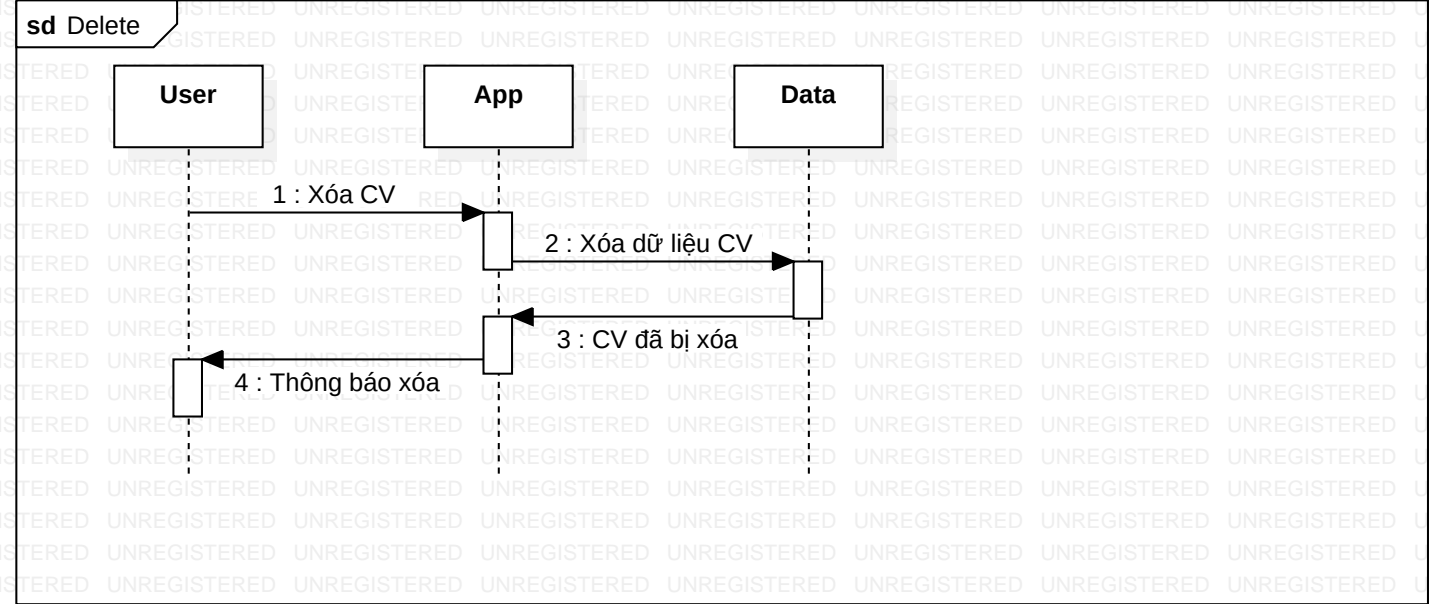 sd Delete
User App Data
1 : Xóa CV
2 : Xóa dữ liệu CV
3 : CV đã bị xóa
4 : Thông báo xóa
UNREGISTERED